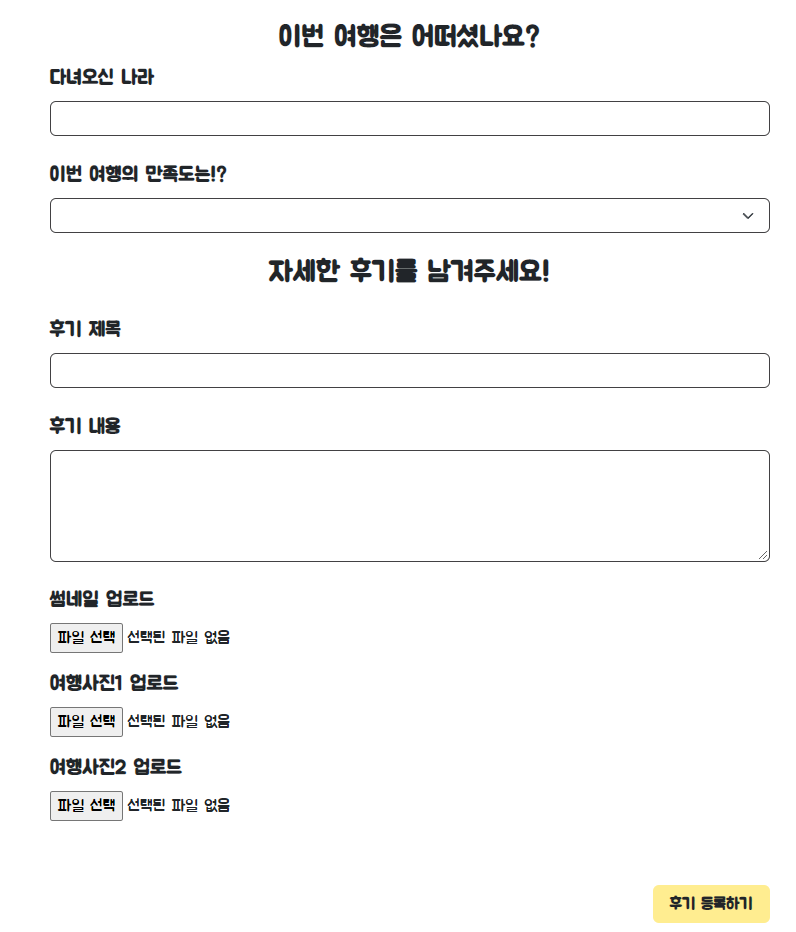 이번 여행은 어떠셨나요?
다녀오신 나라
이번 여행의 만족도는!?
자세한 후기를 남겨주세요!
후기 제목
후기 내용
썸네일 업로드
파일 선택 선택된 파일 없음
여행사진1 업로드
파일 선택 선택된 파일 없음
여행사진2 업로드
파일 선택 선택된 파일 없음
후기 등록하기